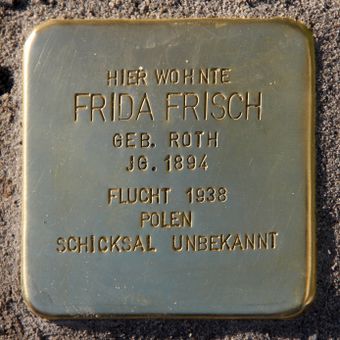 HIER WOHNTE
FRIDA FRISCH
GEB. ROTH
JG. 1894
FLUCHT 1938
POLEN
SCHICKSAL UNBEKANNT